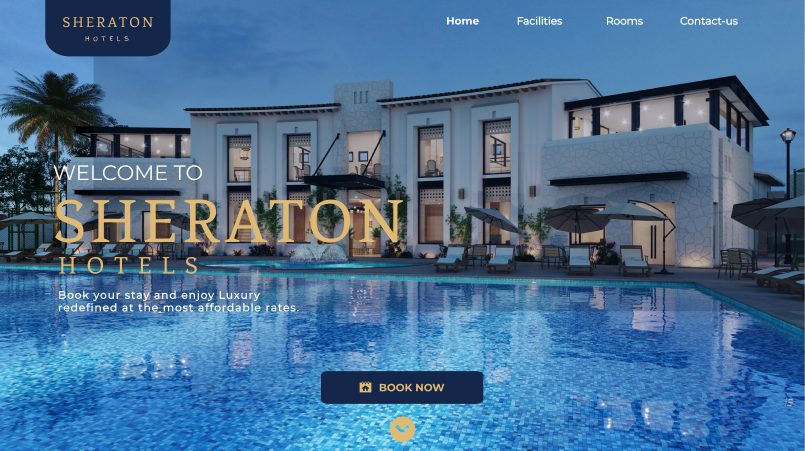 SHERATON
HOTELS
Home Facilities Rooms Contact-us
WELCOME TO
SHERATON
HOTELS
Book your stay and enjoy Luxury
redefined at the most affordable rates.
BOOK NOW